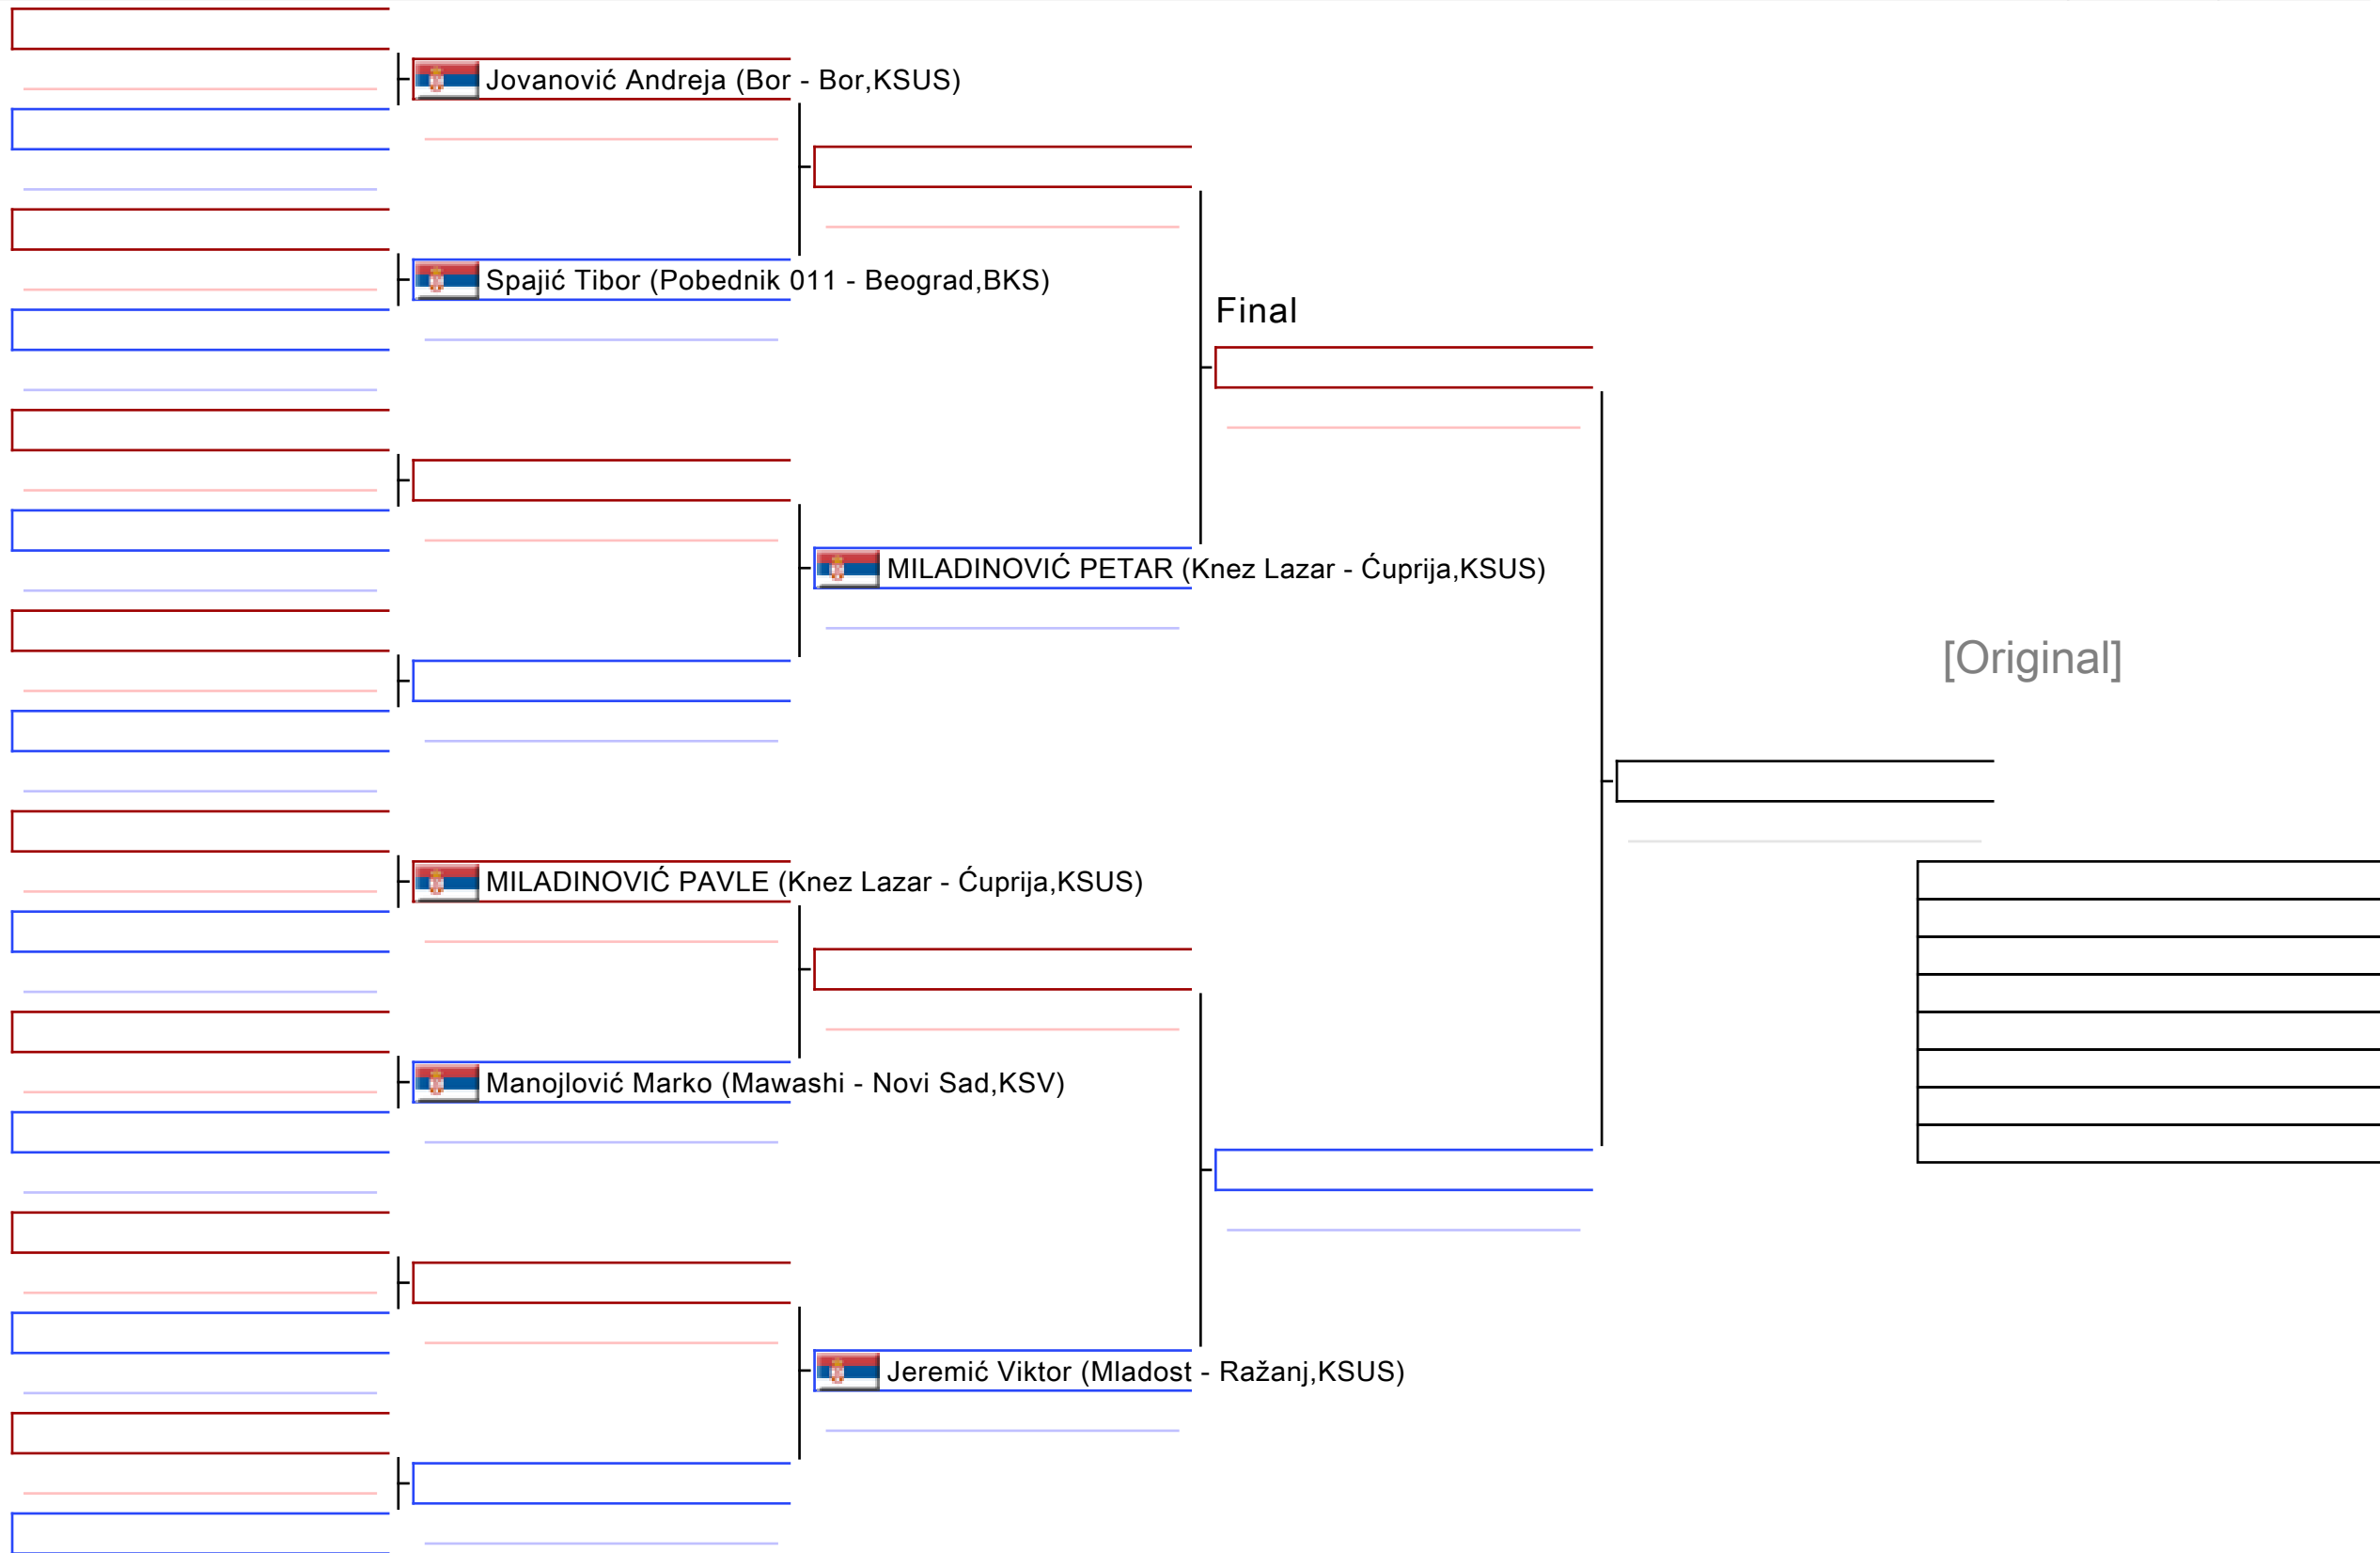 Jovanović Andreja (Bor - Bor,KSUS)
Spajić Tibor (Pobednik 011 - Beograd,BKS)
Final
MILADINOVIĆ PETAR (Knez Lazar - Ćuprija,KSUS)
[Original]
MILADINOVIĆ PAVLE (Knez Lazar - Ćuprija,KSUS)
Manojlović Marko (Mawashi - Novi Sad,KSV)
Jeremić Viktor (Mladost - Ražanj,KSUS)